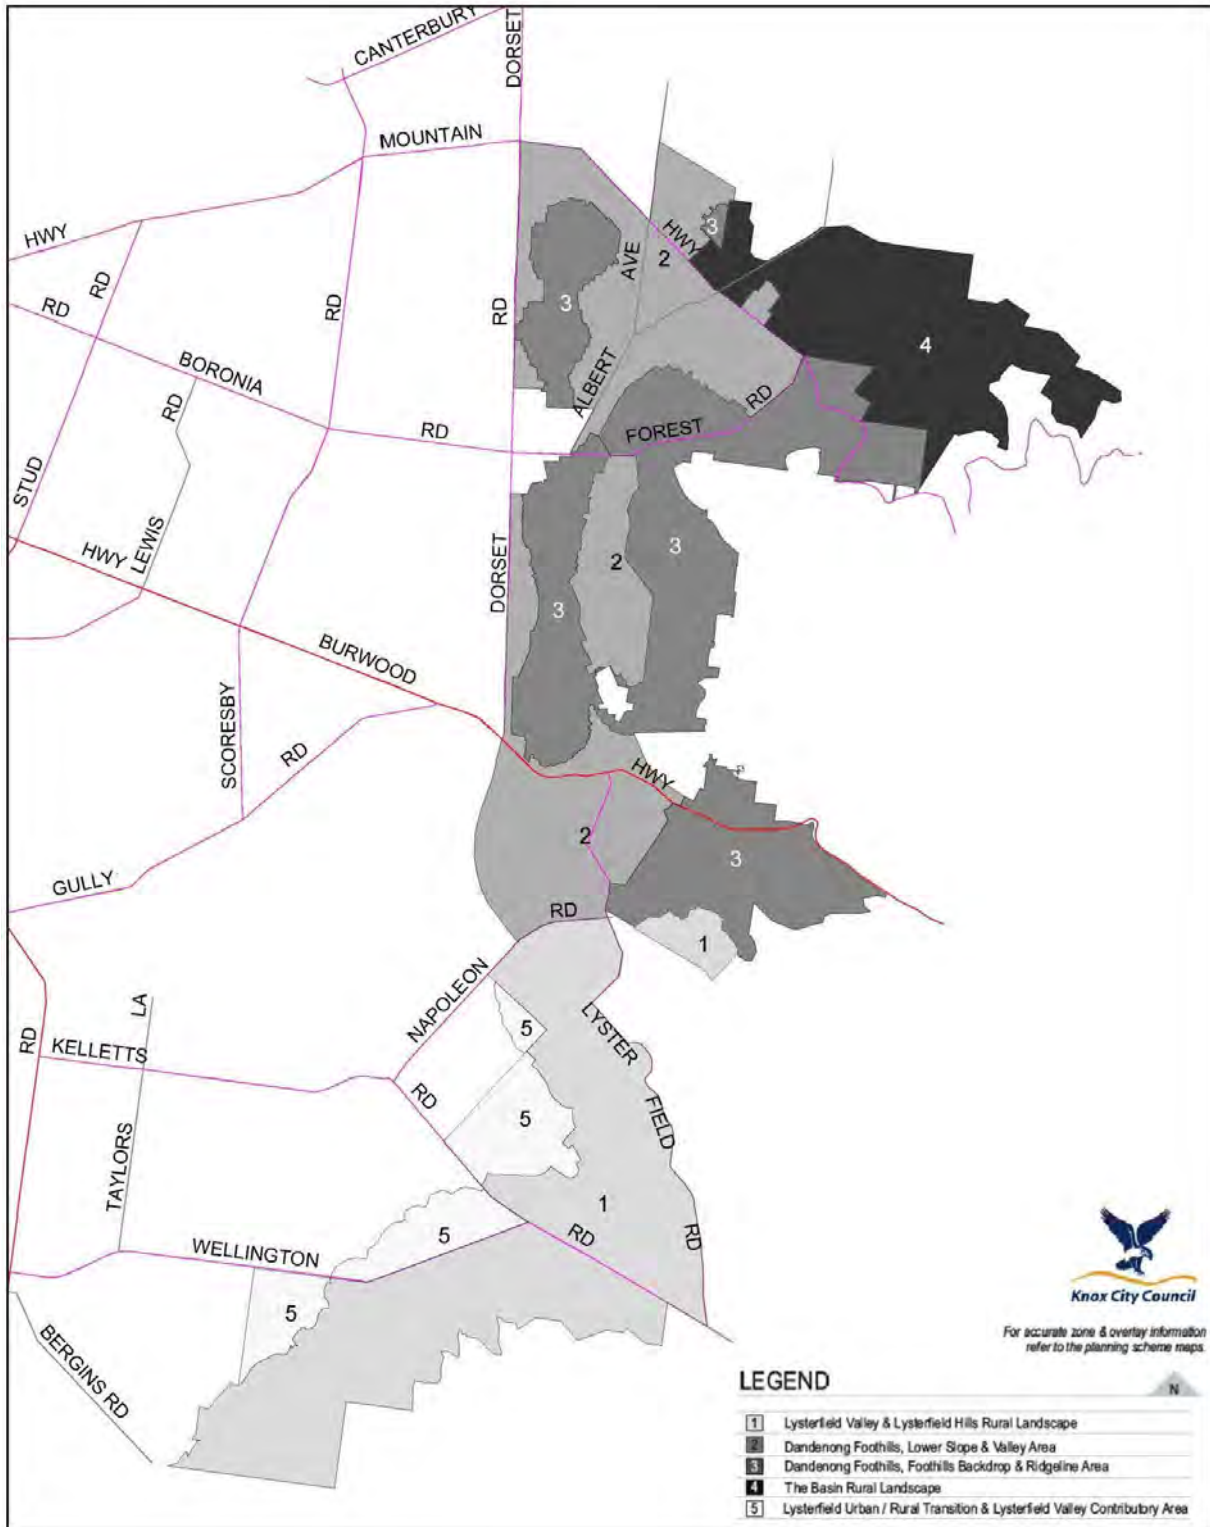 CANTERBURY
DORSET
MOUNTAIN
HWY
RD
RD
RD
RD
AVE
HWY
2
3
3
4
BORONIA
RD
RD
ALBERT
FOREST
RD
STUD
LEWIS
HWY
DORSET
2
3
3
BURWOOD
SCORESBY
RD
HWY
2
3
GULLY
RD
1
NAPOLEON
LA
RD
KELLETTS
5
LYSTER
RD
5
FIELD
TAYLORS
1
5
RD
RD
WELLINGTON
5
BERGINS RD
Knox City Council
For accurate zone & overlay information
refer to the planning scheme maps.
LEGEND
N
1 Lysterfield Valley & Lysterfield Hills Rural Landscape
2 Dandenong Foothills, Lower Slope & Valley Area
3 Dandenong Foothills, Foothills Backdrop & Ridgeline Area
4 The Basin Rural Landscape
5 Lysterfield Urban / Rural Transition & Lysterfield Valley Contributory Area